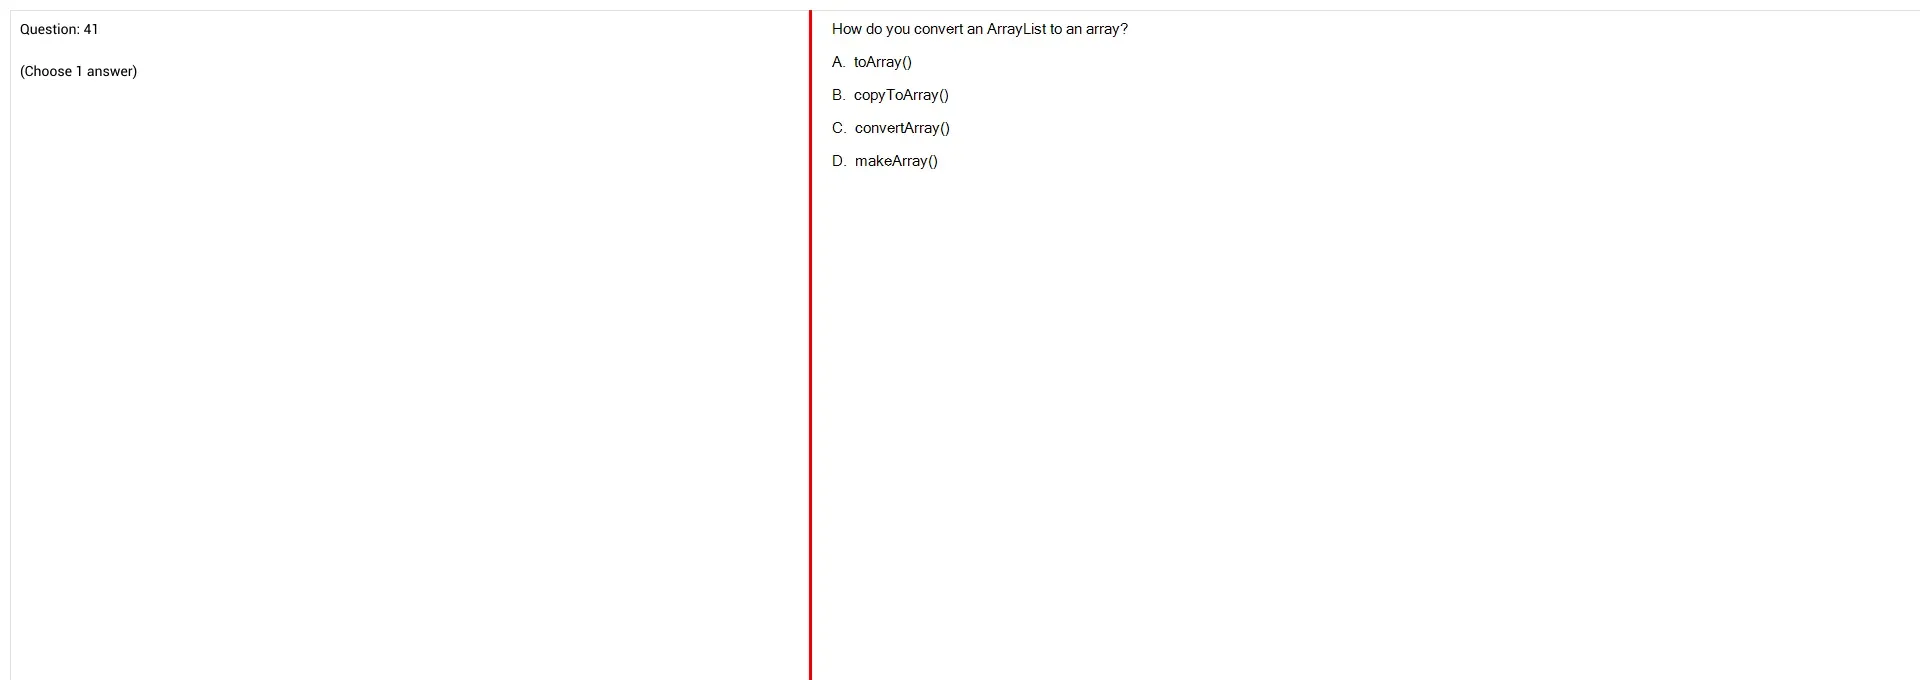 Question: 41
(Choose 1 answer)
How do you convert an ArrayList to an array?
A. toArray()
B. copyToArray()
C. convertArray()
D. makeArray()